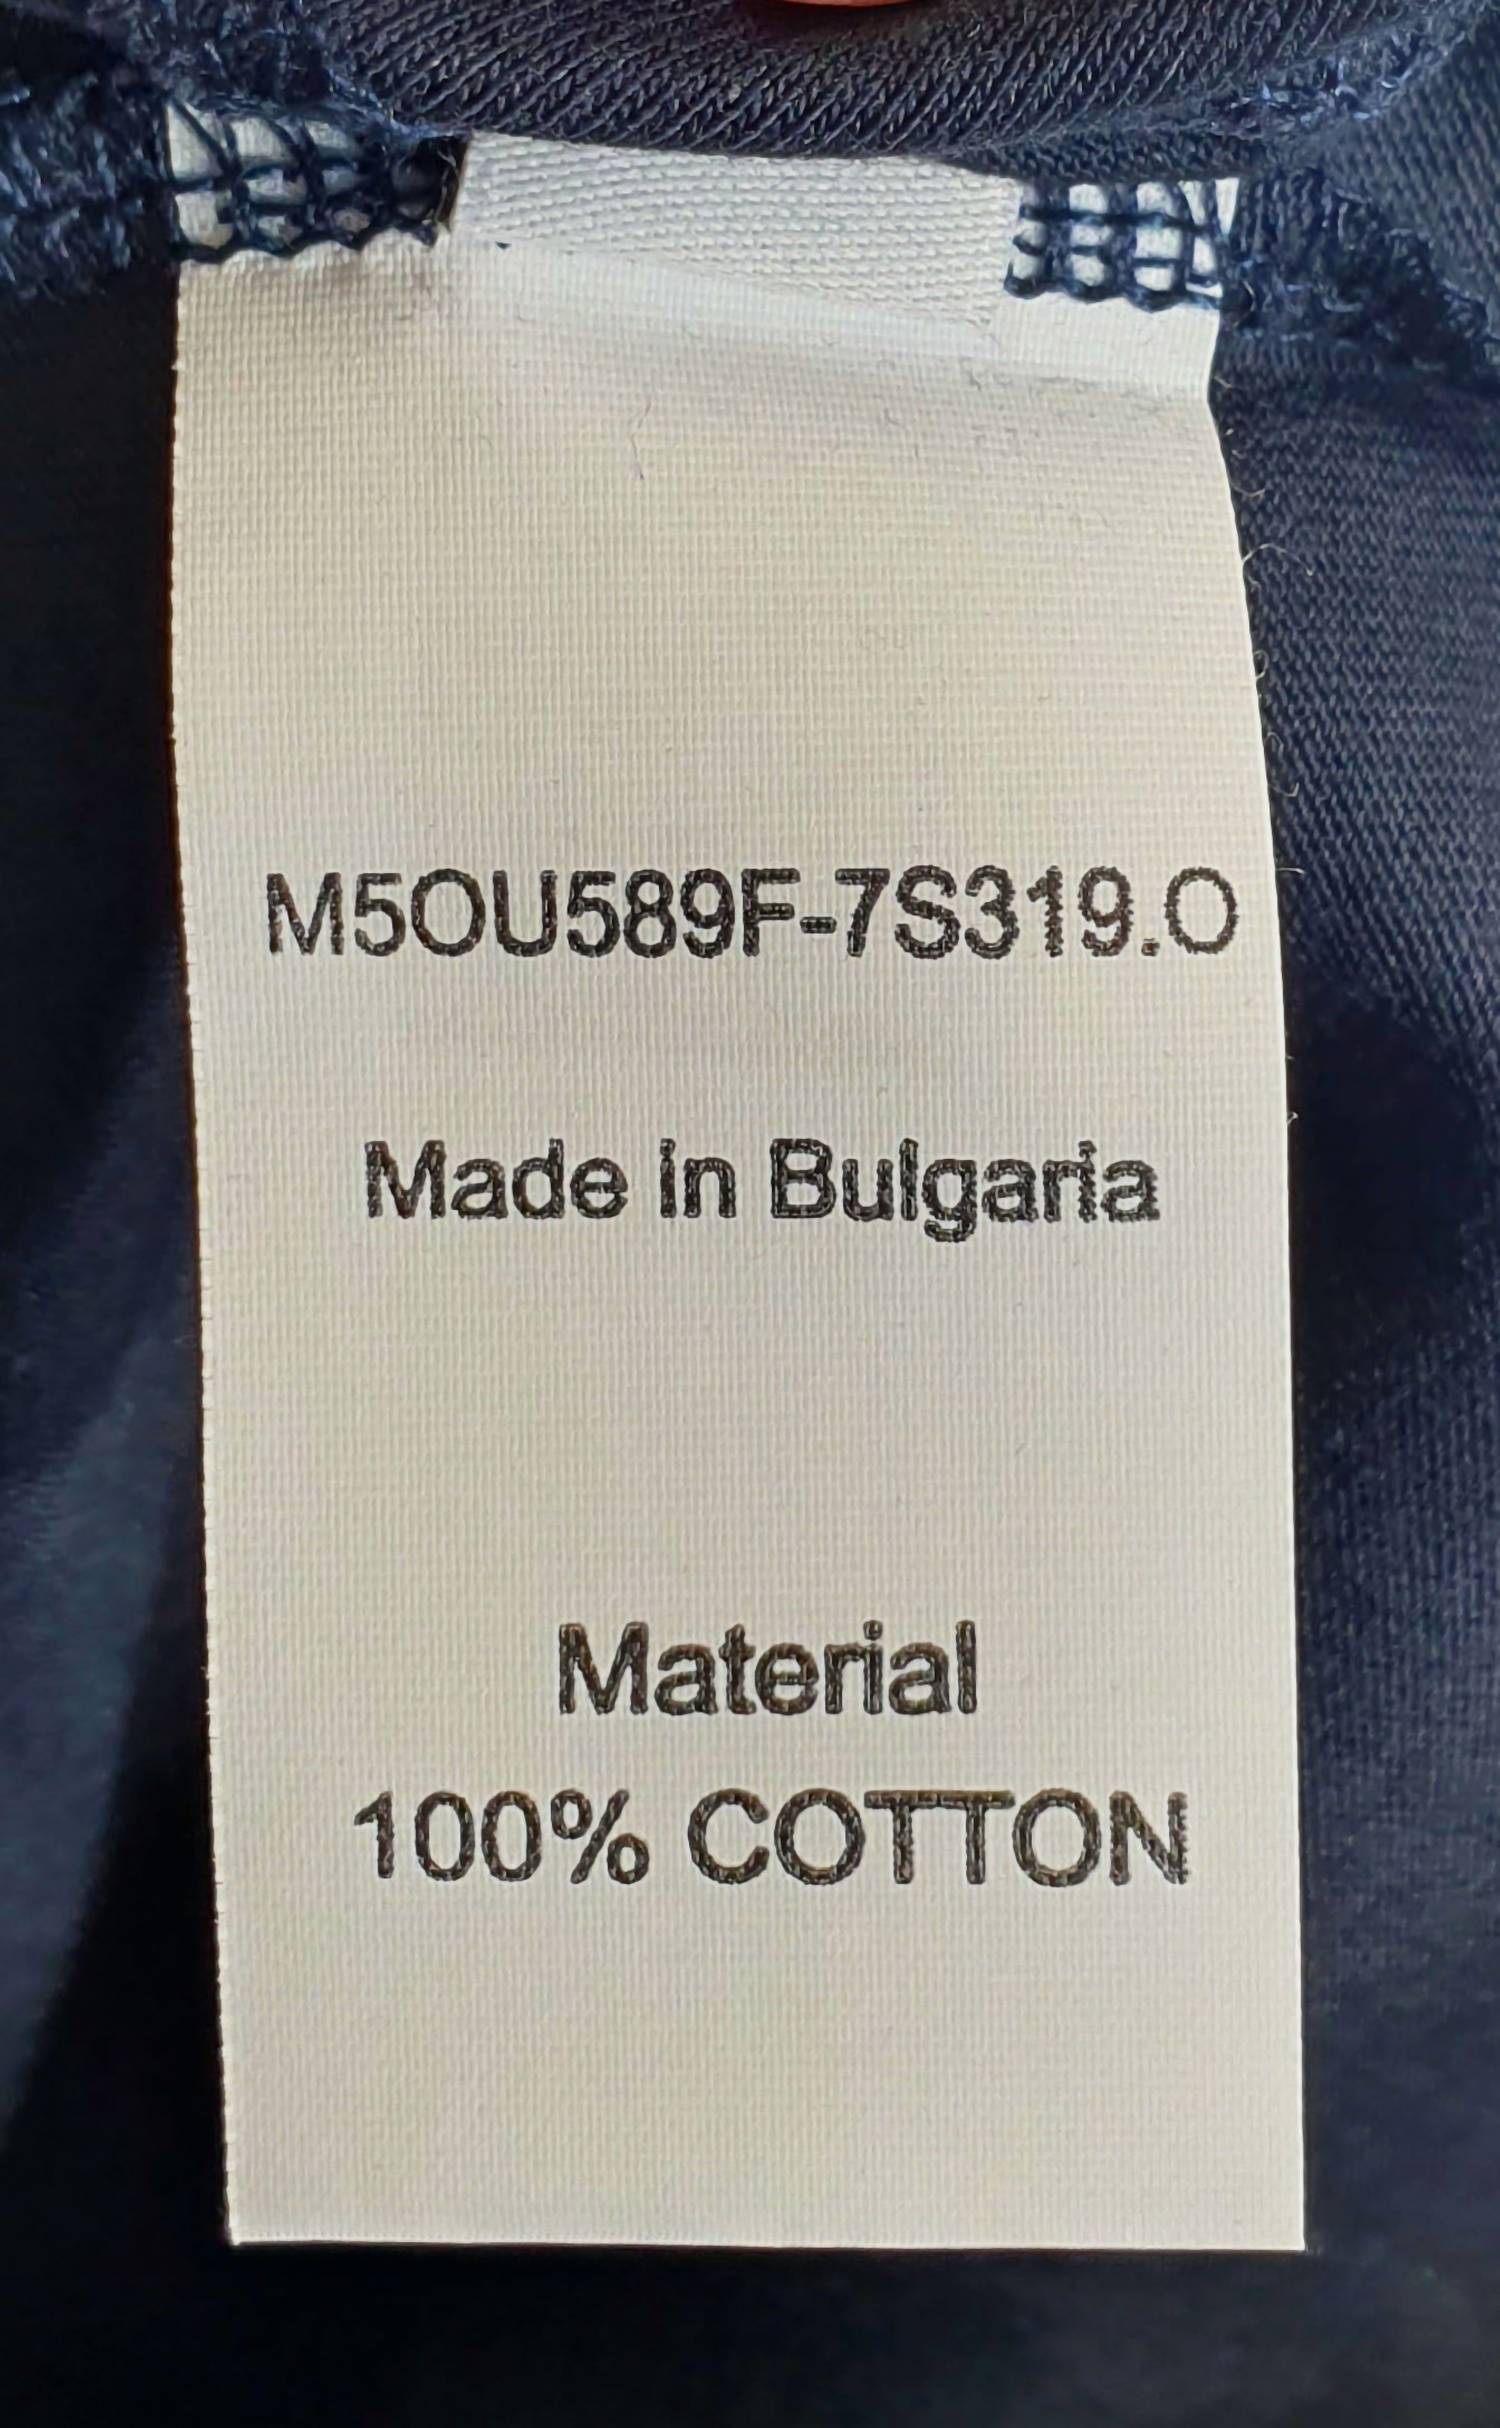 M5OU589F-7S319.O
Made in Bulgaria
Material
100% COTTON